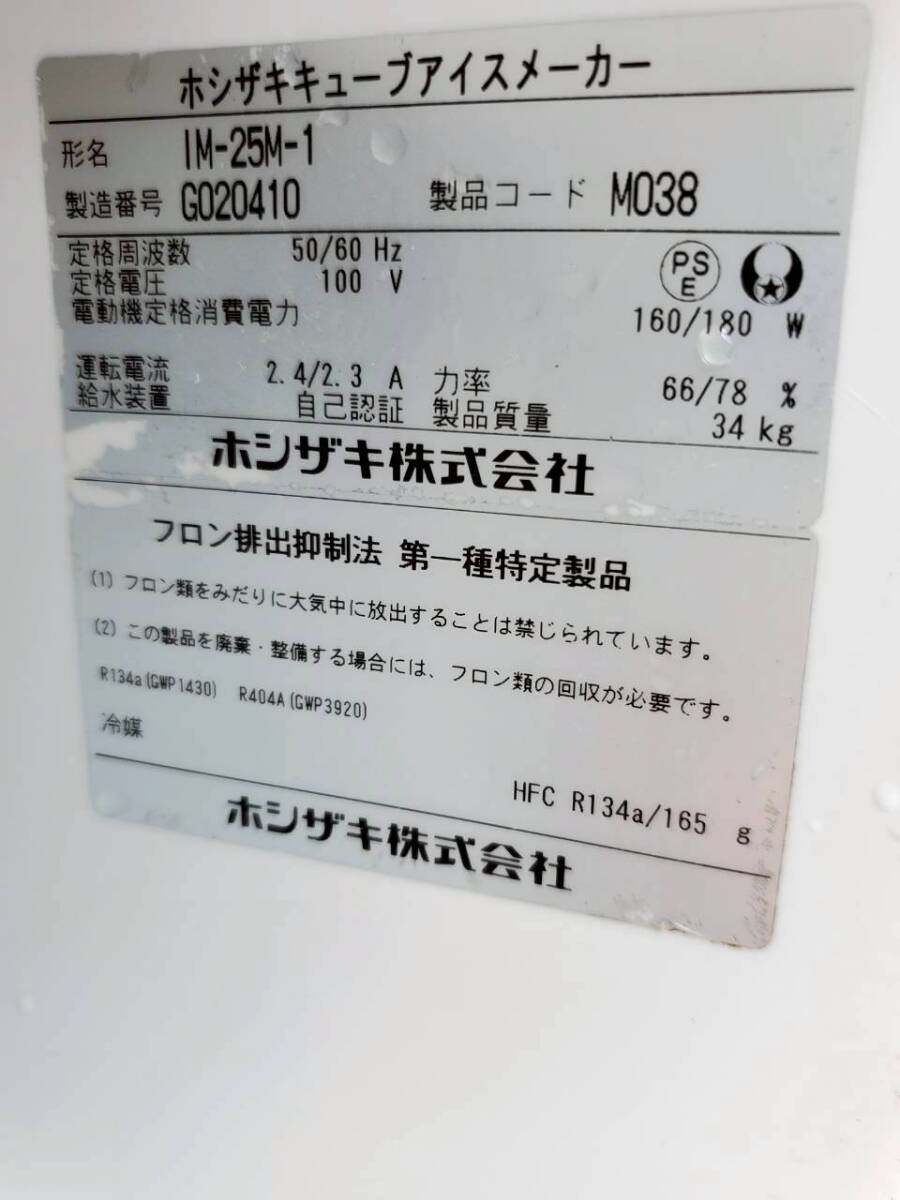 ホシザキキューブアイスメーカー
形名 IM-25M-1
製造番号 G020410 製品コード M038
定格周波数 50/60 Hz
定格電圧 100 V
PS
E
電動機定格消費電力 160/180 W
運転電流 2.4/2.3 A 力率 66/78 %
給水装置 自己認証 製品質量 34 kg
ホシザキ株式会社
フロン排出抑制法 第一種特定製品
(1) フロン類をみだりに大気中に放出することは禁じられています。
(2) この製品を廃棄・整備する場合には、フロン類の回収が必要です。
R134a(GWP1430) R404A(GWP3920)
冷媒
HFC R134a/165 g
ホシザキ株式会社